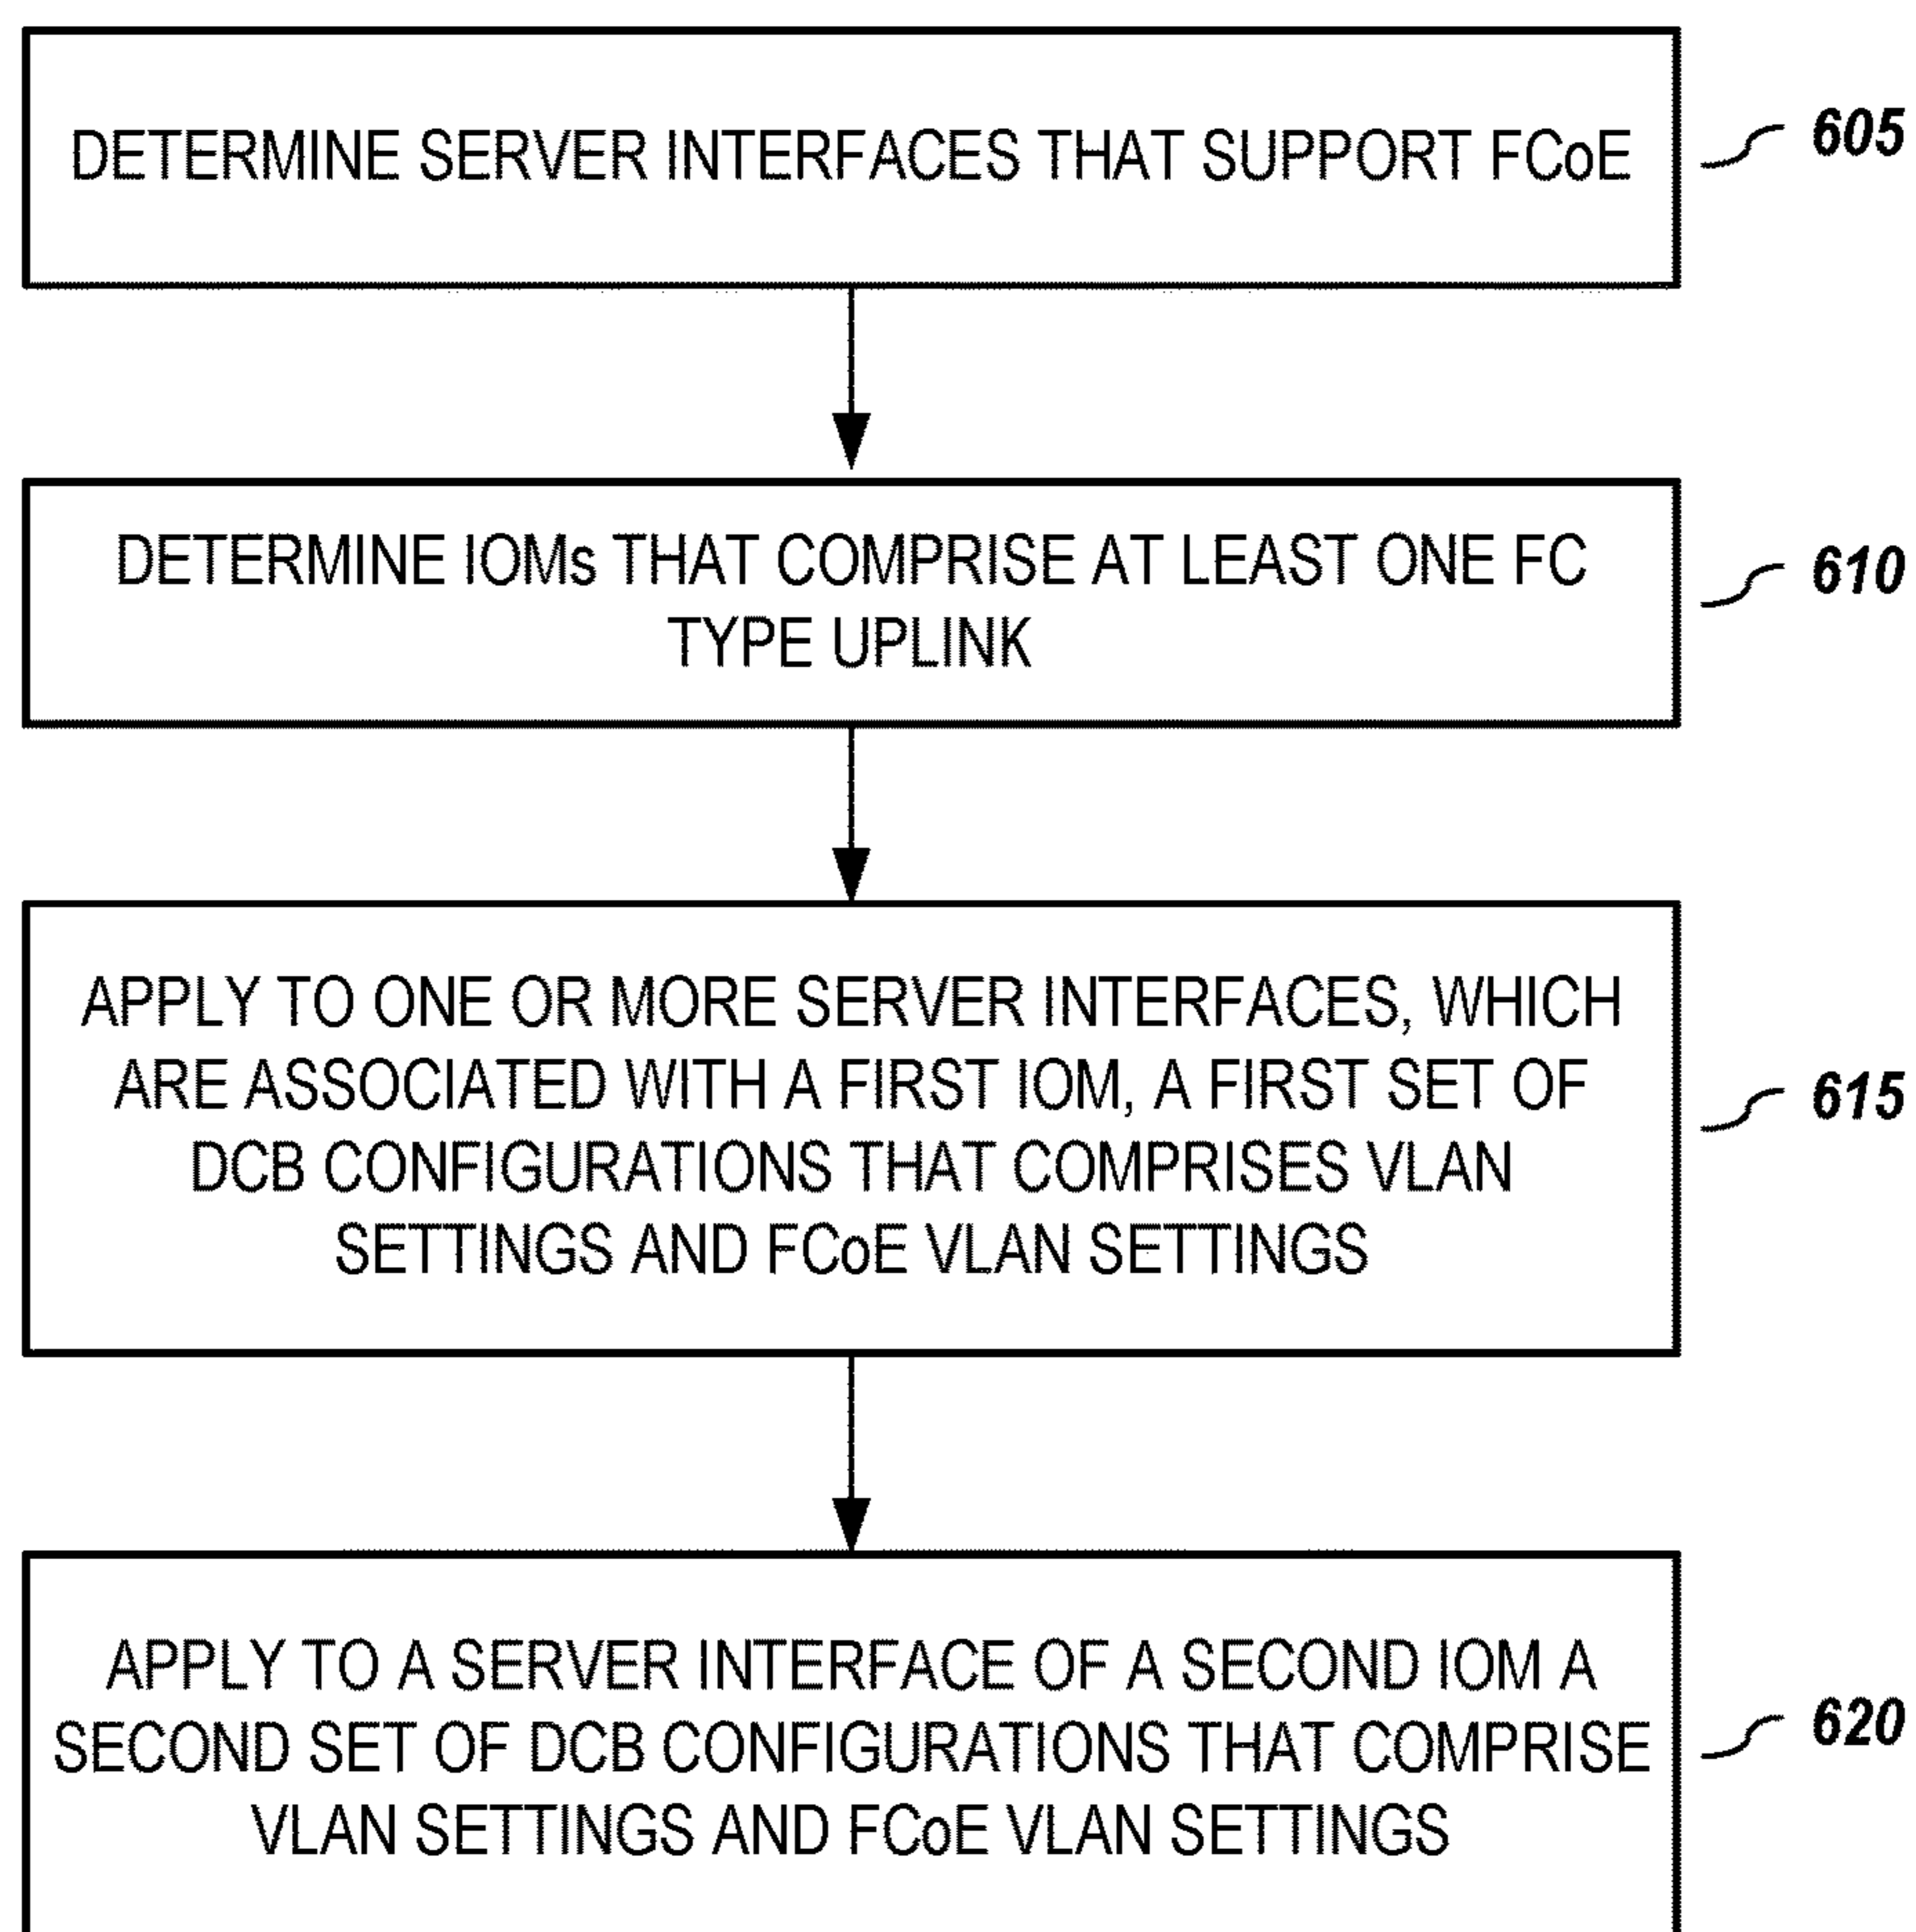 DETERMINE SERVER INTERFACES THAT SUPPORT FCoE
605
DETERMINE IOMs THAT COMPRISE AT LEAST ONE FC
TYPE UPLINK
610
APPLY TO ONE OR MORE SERVER INTERFACES, WHICH
ARE ASSOCIATED WITH A FIRST IOM, A FIRST SET OF
DCB CONFIGURATIONS THAT COMPRISES VLAN
SETTINGS AND FCoE VLAN SETTINGS
615
APPLY TO A SERVER INTERFACE OF A SECOND IOM A
SECOND SET OF DCB CONFIGURATIONS THAT COMPRISE
VLAN SETTINGS AND FCoE VLAN SETTINGS
620